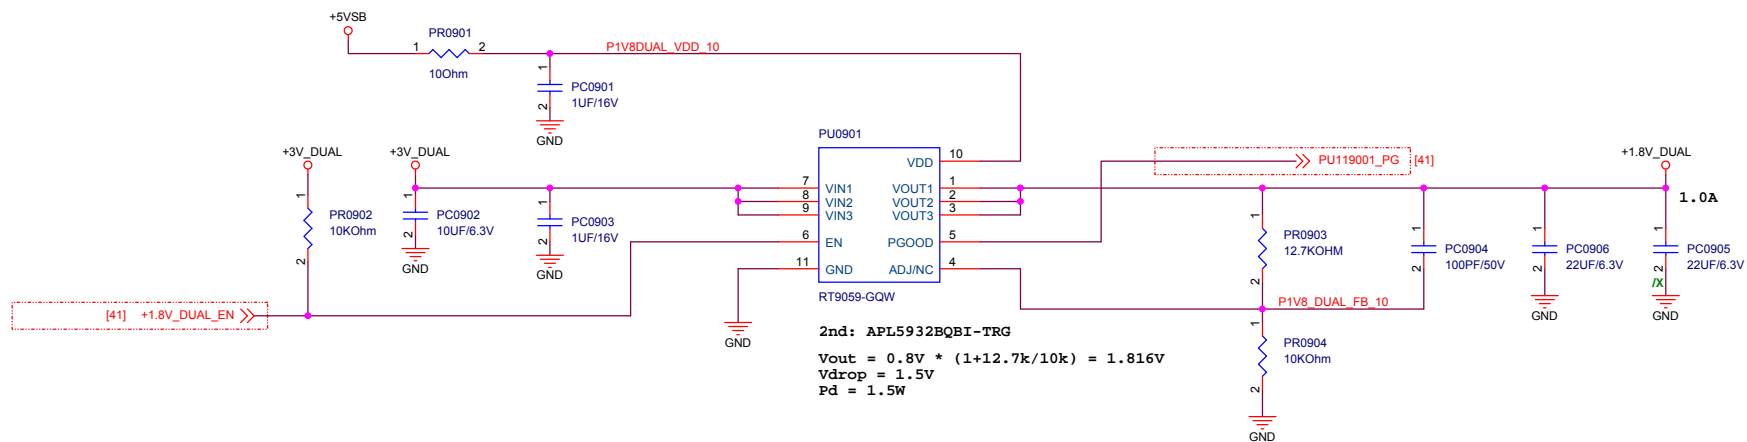 +5VSB
PR0901
1
2
10Ohm
P1V8DUAL_VDD_10
1
2
PC0901
1UF/16V
GND
+3V_DUAL
+3V_DUAL
1
2
PR0902
10KOhm
1
2
PC0902
10UF/6.3V
GND
1
2
PC0903
1UF/16V
GND
[41] +1.8V_DUAL_EN
PU0901
VDD
10
7
VIN1
VOUT1
1
8
VIN2
VOUT2
2
9
VIN3
VOUT3
3
6
EN
PGOOD
5
11
GND
ADJ/NC
4
RT9059-GQW
GND
2nd: APL5932BQBI-TRG
Vout = 0.8V * (1+12.7k/10k) = 1.816V
Vdrop = 1.5V
Pd = 1.5W
PU119001_PG [41]
+1.8V_DUAL
1.0A
1
2
PR0903
12.7KOHM
1
2
PC0904
100PF/50V
1
2
PC0906
22UF/6.3V
GND
1
2
PC0905
22UF/6.3V
/X
GND
P1V8_DUAL_FB_10
1
2
PR0904
10KOhm
GND